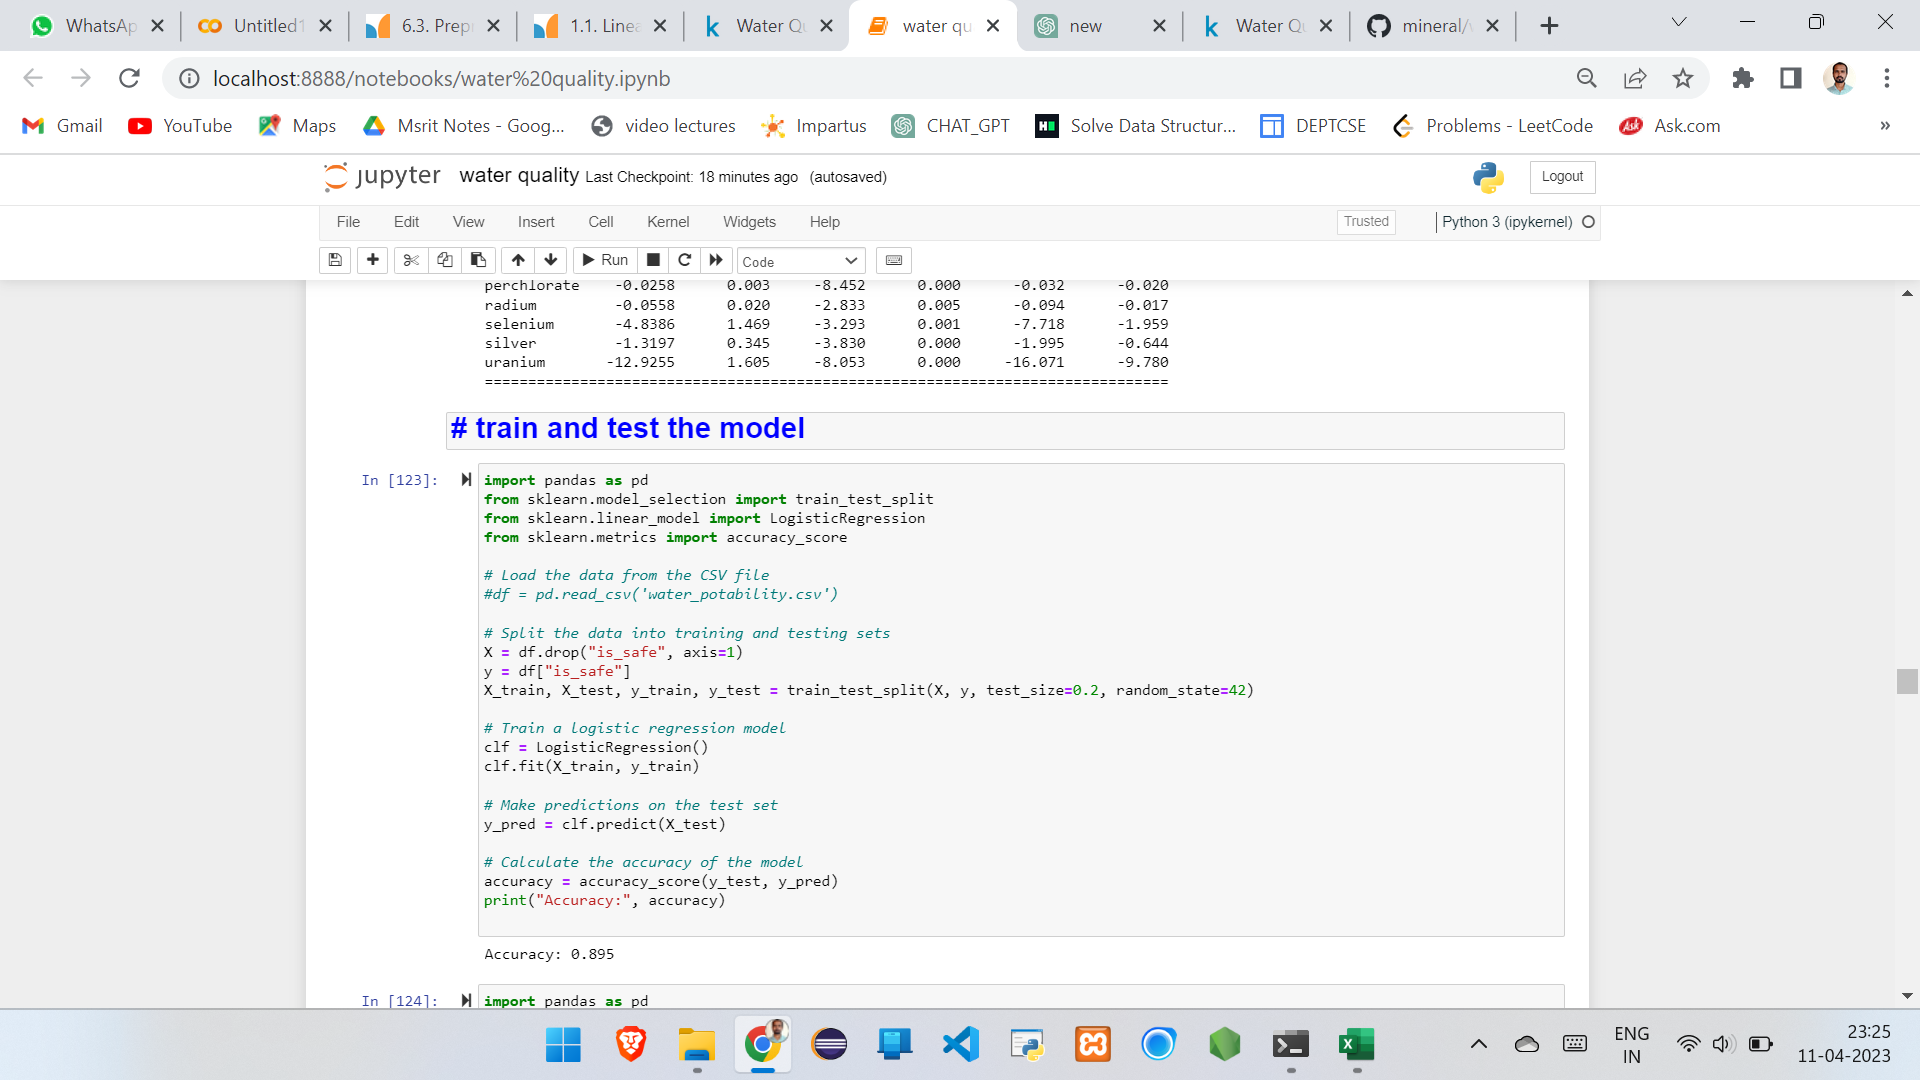 WhatsAp
Untitled1
6.3. Prepr
1.1. Linea
Water Qu
water qu
new
Water Qu
mineral/
localhost:8888/notebooks/water%20quality.ipynb
Gmail YouTube Maps Msrit Notes - Goog... video lectures Impartus CHAT_GPT Solve Data Structur... DEPTCSE Problems - LeetCode Ask.com »
jupyter water quality Last Checkpoint: 18 minutes ago (autosaved)
Logout
File Edit View Insert Cell Kernel Widgets Help
Trusted
Python 3 (ipykernel)
Run
Code
perchlorate -0.0258 0.003 -8.452 0.000 -0.032 -0.020
radium -0.0558 0.020 -2.833 0.005 -0.094 -0.017
selenium -4.8386 1.469 -3.293 0.001 -7.718 -1.959
silver -1.3197 0.345 -3.830 0.000 -1.995 -0.644
uranium -12.9255 1.605 -8.053 0.000 -16.071 -9.780
===============================================================================
# train and test the model
In [123]:
import pandas as pd
from sklearn.model_selection import train_test_split
from sklearn.linear_model import LogisticRegression
from sklearn.metrics import accuracy_score
# Load the data from the CSV file
#df = pd.read_csv('water_potability.csv')
# Split the data into training and testing sets
X = df.drop("is_safe", axis=1)
y = df["is_safe"]
X_train, X_test, y_train, y_test = train_test_split(X, y, test_size=0.2, random_state=42)
# Train a logistic regression model
clf = LogisticRegression()
clf.fit(X_train, y_train)
# Make predictions on the test set
y_pred = clf.predict(X_test)
# Calculate the accuracy of the model
accuracy = accuracy_score(y_test, y_pred)
print("Accuracy:", accuracy)
Accuracy: 0.895
In [124]:
import pandas as pd
ENG
IN
23:25
11-04-2023